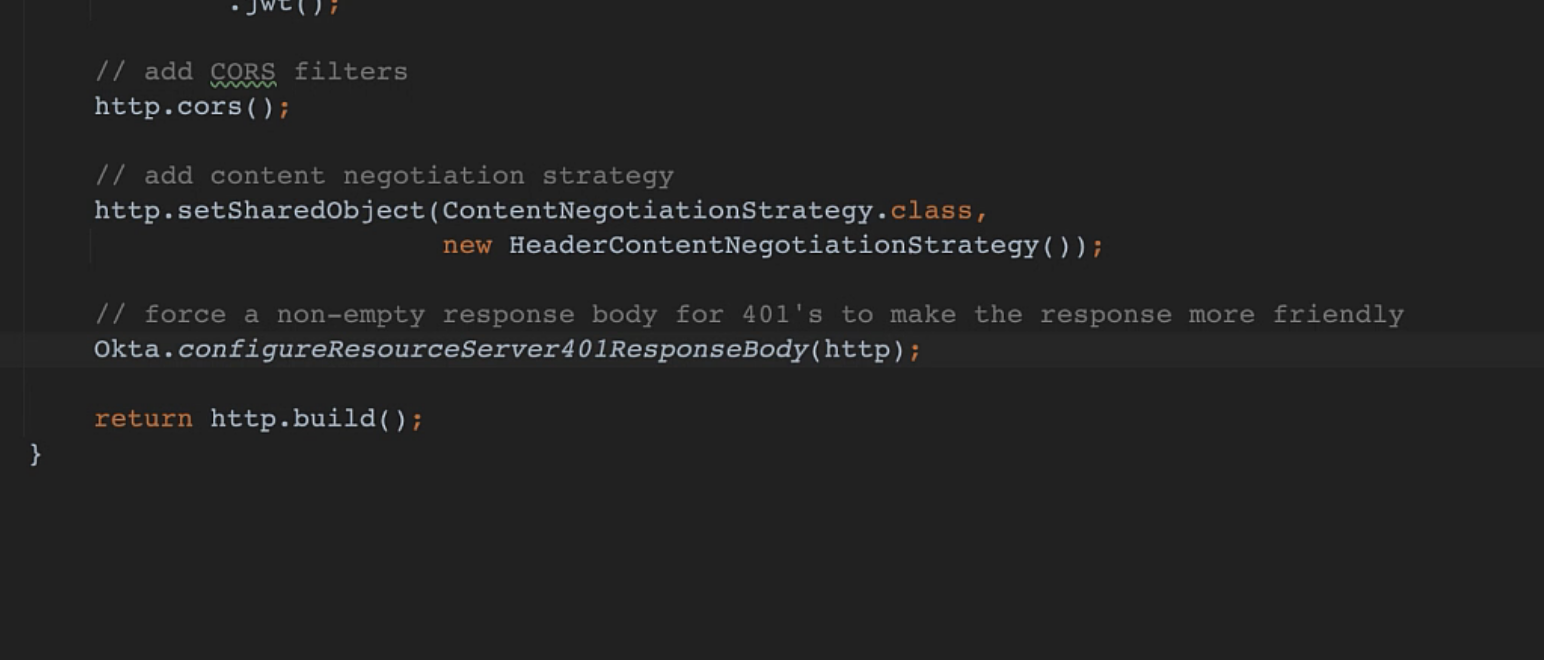 .jwt();
// add CORS filters
http.cors();
// add content negotiation strategy
http.setSharedObject(ContentNegotiationStrategy.class,
new HeaderContentNegotiationStrategy());
// force a non-empty response body for 401's to make the response more friendly
Okta.configureResourceServer401ResponseBody(http);
return http.build();
}